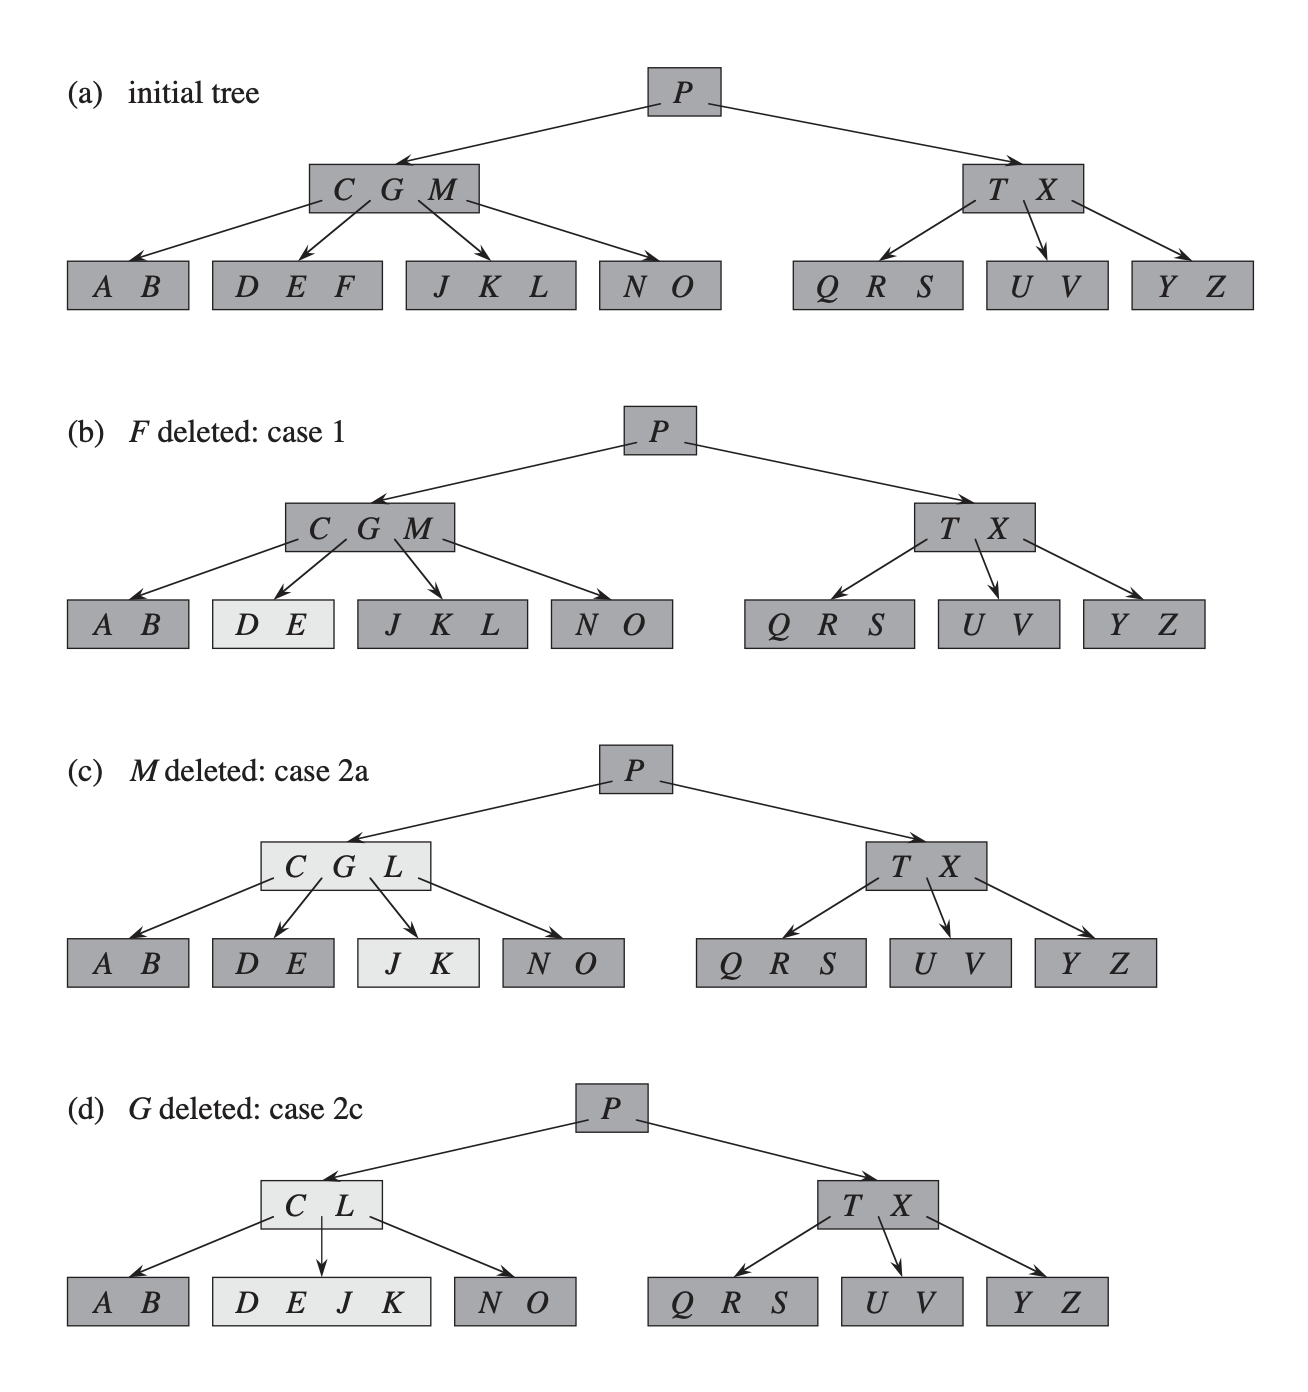 (a) initial tree
P
C G M
T X
A B
D E F
J K L
N O
Q R S
U V
Y Z
(b) F deleted: case 1
P
C G M
T X
A B
D E
J K L
N O
Q R S
U V
Y Z
(c) M deleted: case 2a
P
C G L
T X
A B
D E
J K
N O
Q R S
U V
Y Z
(d) G deleted: case 2c
P
C L
T X
A B
D E J K
N O
Q R S
U V
Y Z